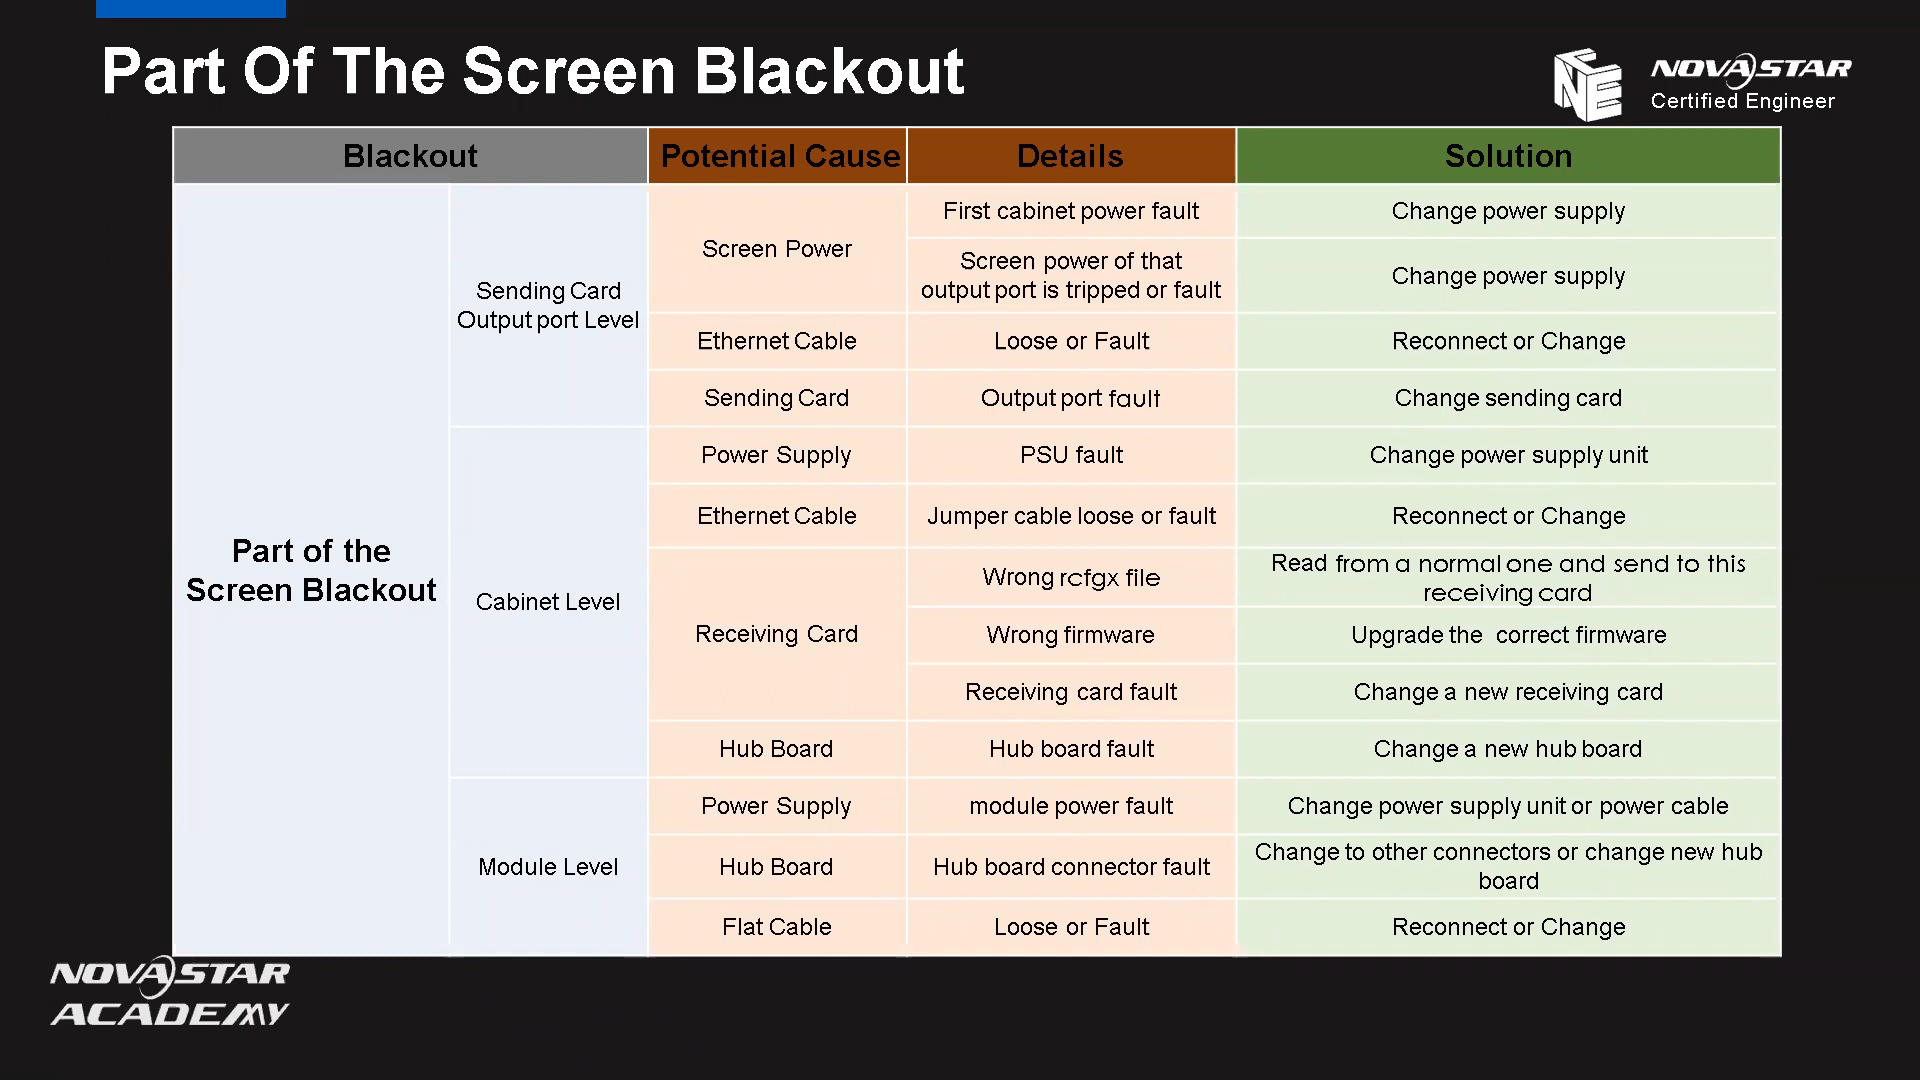 Part Of The Screen Blackout
NE
NOVASTAR
Certified Engineer
Blackout
Potential Cause
Details
Solution
Part of the
Screen Blackout
Sending Card
Output port Level
Screen Power
First cabinet power fault
Change power supply
Screen power of that
output port is tripped or fault
Change power supply
Ethernet Cable
Loose or Fault
Reconnect or Change
Sending Card
Output port fault
Change sending card
Cabinet Level
Power Supply
PSU fault
Change power supply unit
Ethernet Cable
Jumper cable loose or fault
Reconnect or Change
Receiving Card
Wrong rcfgx file
Read from a normal one and send to this
receiving card
Wrong firmware
Upgrade the correct firmware
Receiving card fault
Change a new receiving card
Hub Board
Hub board fault
Change a new hub board
Module Level
Power Supply
module power fault
Change power supply unit or power cable
Hub Board
Hub board connector fault
Change to other connectors or change new hub
board
Flat Cable
Loose or Fault
Reconnect or Change
NOVASTAR
ACADEMY